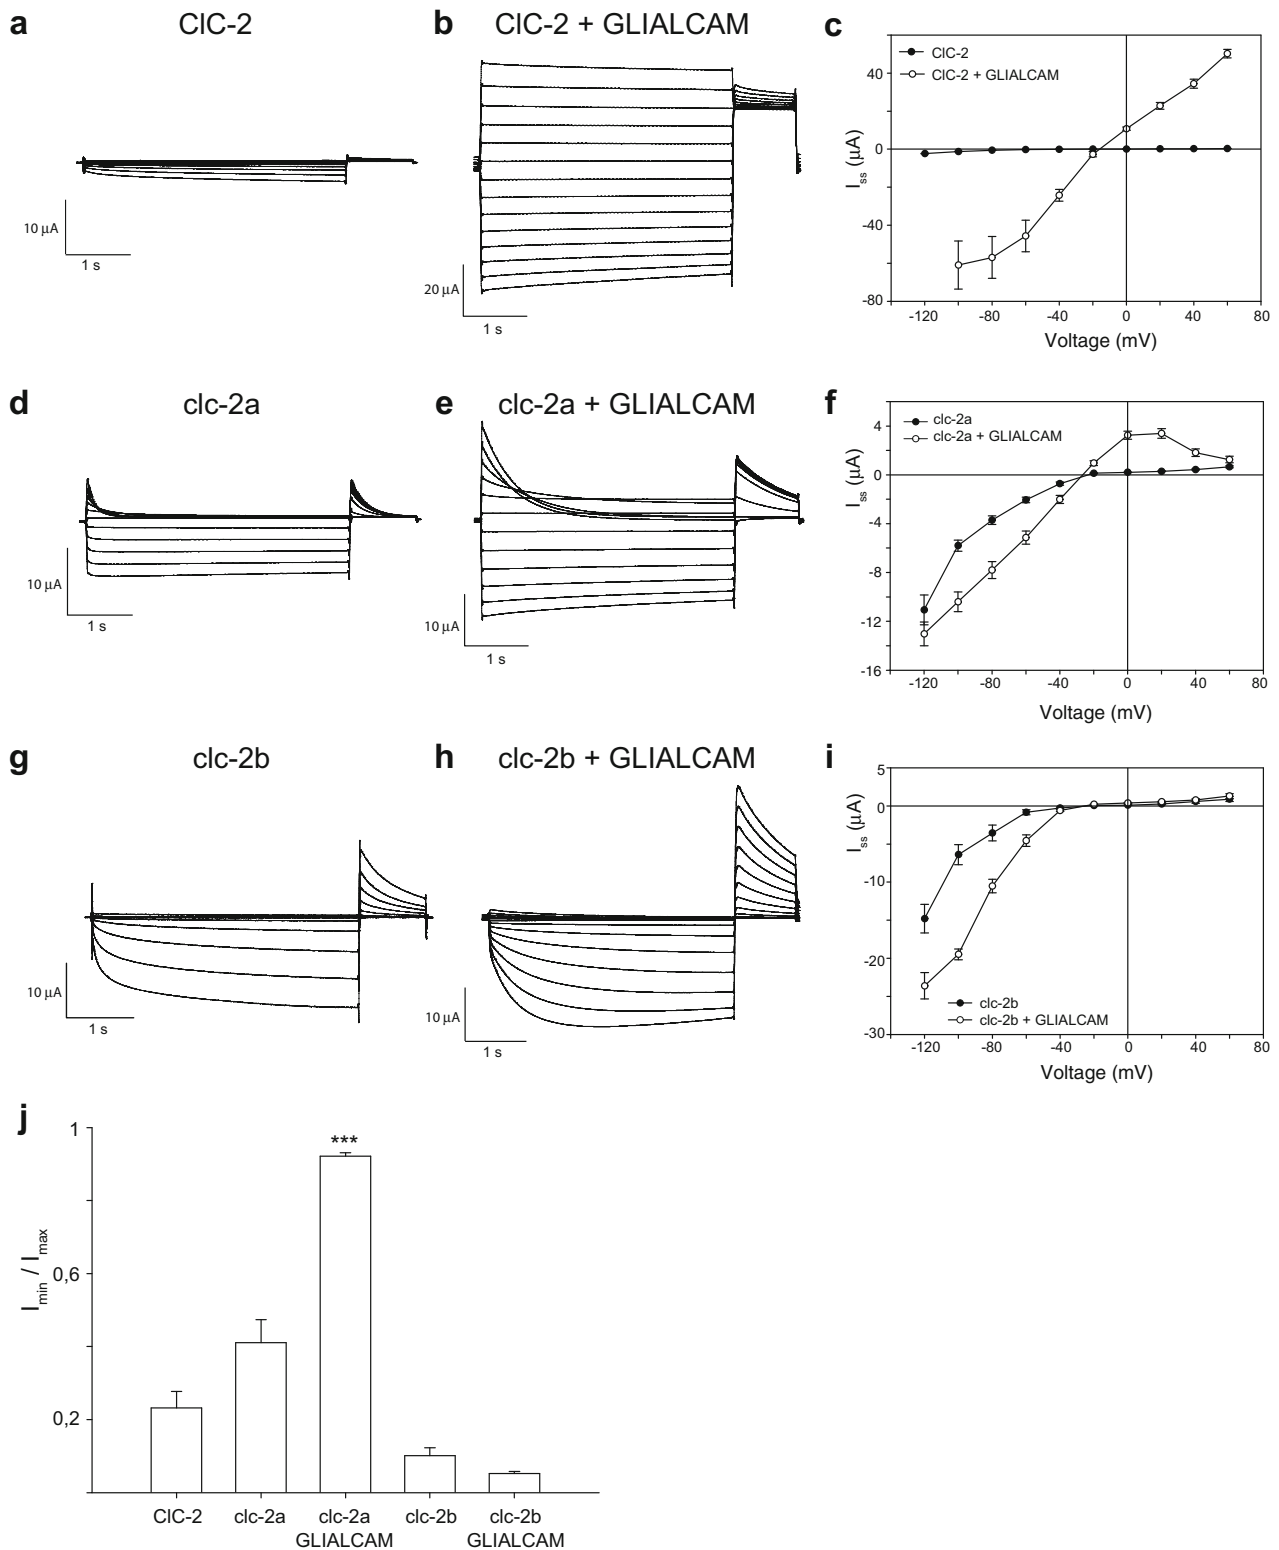 a
ClC-2
10 µA
1 s
b
ClC-2 + GLIALCAM
20 µA
1 s
c
ClC-2
ClC-2 + GLIALCAM
40
0
-40
-80
Iss (µA)
-120
-80
-40
0
40
80
Voltage (mV)
d
clc-2a
10 µA
1 s
e
clc-2a + GLIALCAM
10 µA
1 s
f
clc-2a
clc-2a + GLIALCAM
4
0
-4
-8
-12
-16
Iss (µA)
-120
-80
-40
0
40
80
Voltage (mV)
g
clc-2b
10 µA
1 s
h
clc-2b + GLIALCAM
10 µA
1 s
i
5
0
-10
-20
-30
Iss (µA)
clc-2b
clc-2b + GLIALCAM
-120
-80
-40
0
40
80
Voltage (mV)
j
1
0,6
0,2
Imin / Imax
***
ClC-2
clc-2a
clc-2a
GLIALCAM
clc-2b
clc-2b
GLIALCAM